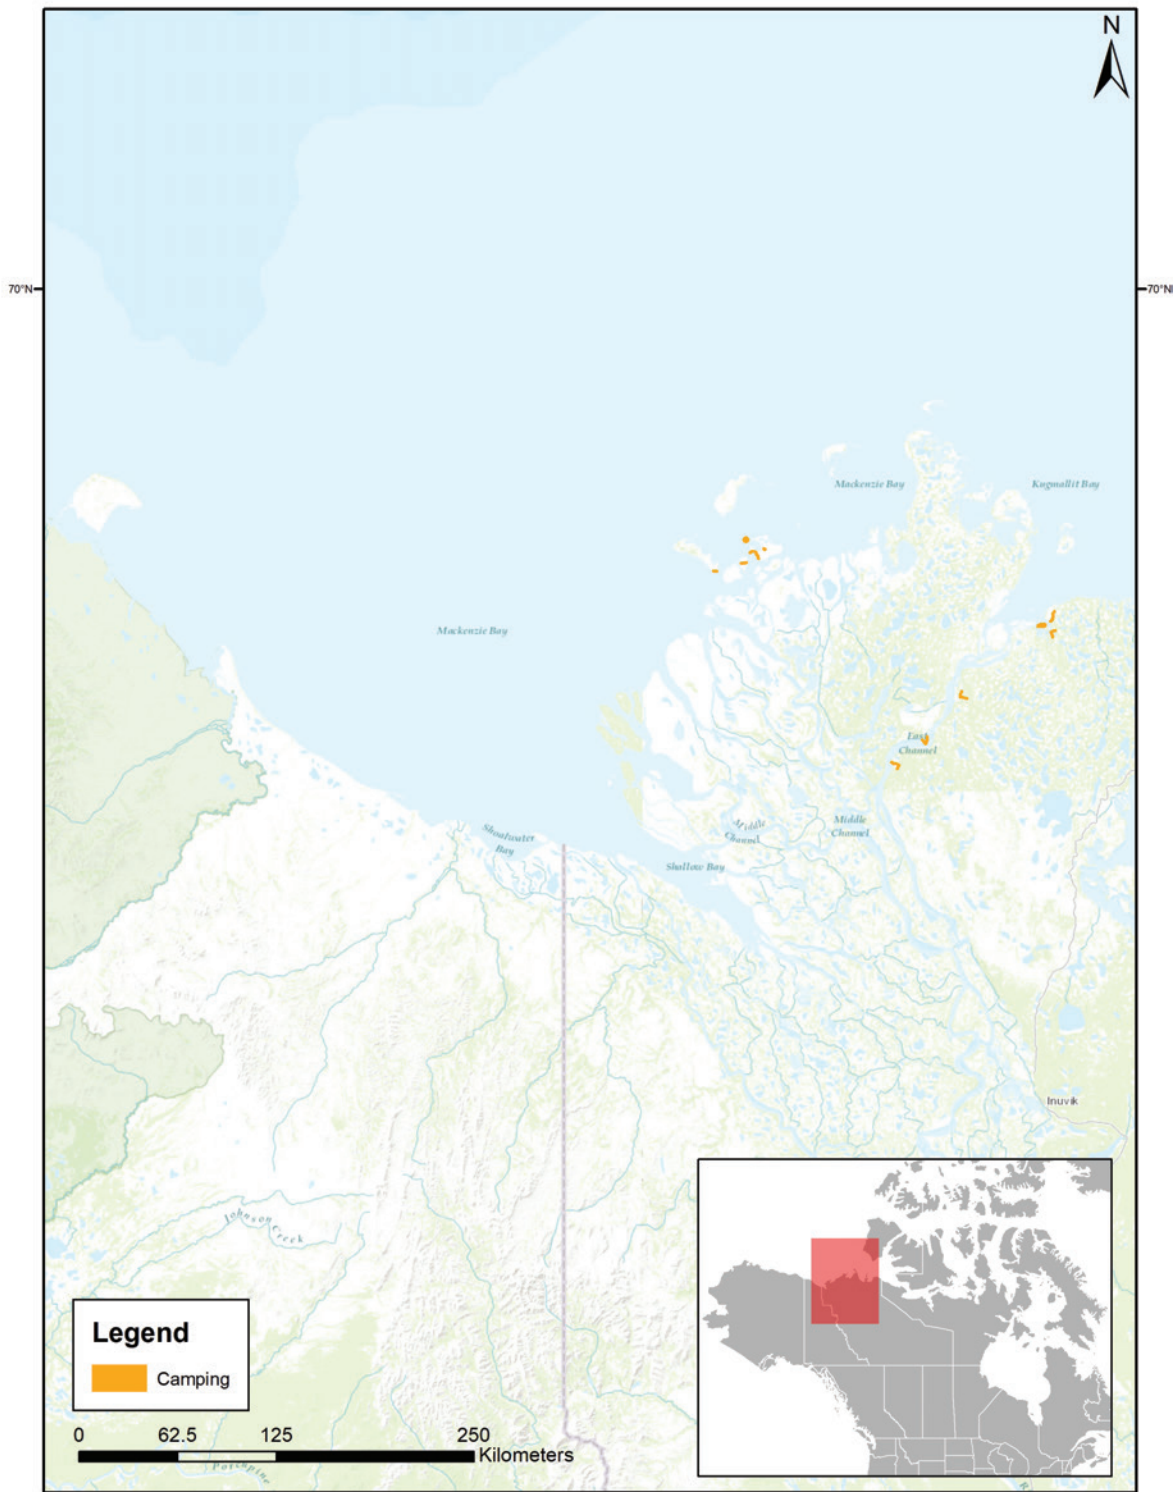 N
70°N
70°N
Mackenzie Bay
Kugmallit Bay
Mackenzie Bay
East
Channel
Shoalwater
Bay
Middle
Channel
Middle
Channel
Shallow Bay
Inuvik
Johnson Creek
Legend
Camping
0 62.5 125 250
Kilometers
Porcupine
R